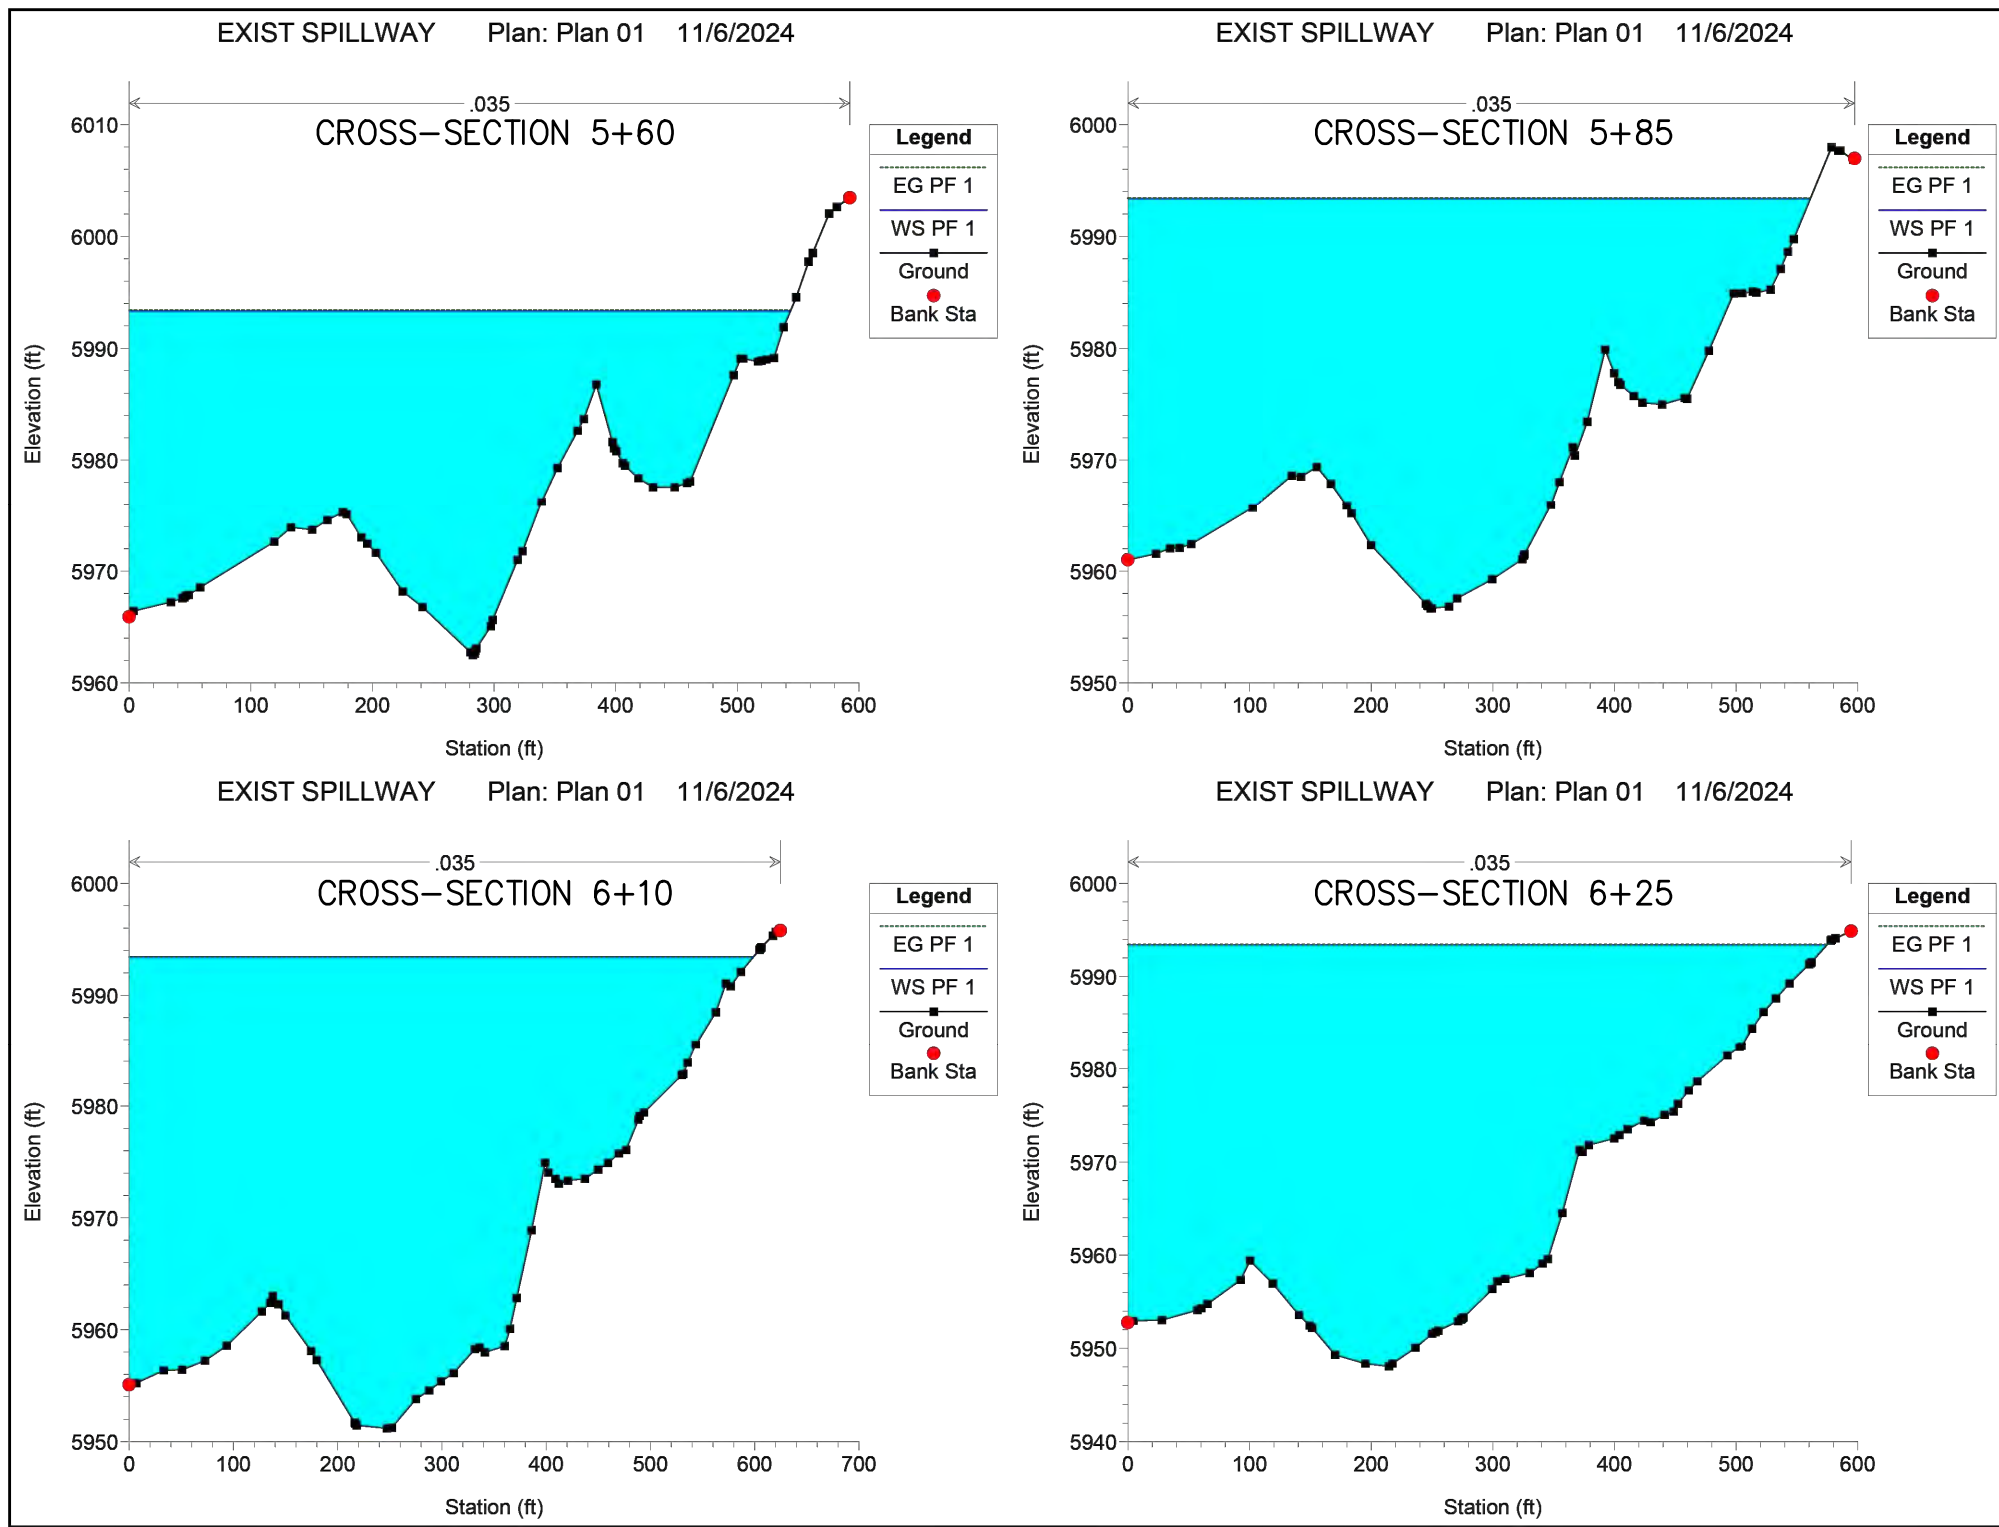 EXIST SPILLWAY Plan: Plan 01 11/6/2024
.035
CROSS-SECTION 5+60
Legend
EG PF 1
WS PF 1
Ground
Bank Sta
6010
6000
5990
5980
5970
5960
Elevation (ft)
0 100 200 300 400 500 600
Station (ft)
EXIST SPILLWAY Plan: Plan 01 11/6/2024
.035
CROSS-SECTION 5+85
Legend
EG PF 1
WS PF 1
Ground
Bank Sta
6000
5990
5980
5970
5960
5950
Elevation (ft)
0 100 200 300 400 500 600
Station (ft)
EXIST SPILLWAY Plan: Plan 01 11/6/2024
.035
CROSS-SECTION 6+10
Legend
EG PF 1
WS PF 1
Ground
Bank Sta
6000
5990
5980
5970
5960
5950
Elevation (ft)
0 100 200 300 400 500 600 700
Station (ft)
EXIST SPILLWAY Plan: Plan 01 11/6/2024
.035
CROSS-SECTION 6+25
Legend
EG PF 1
WS PF 1
Ground
Bank Sta
6000
5990
5980
5970
5960
5950
5940
Elevation (ft)
0 100 200 300 400 500 600
Station (ft)